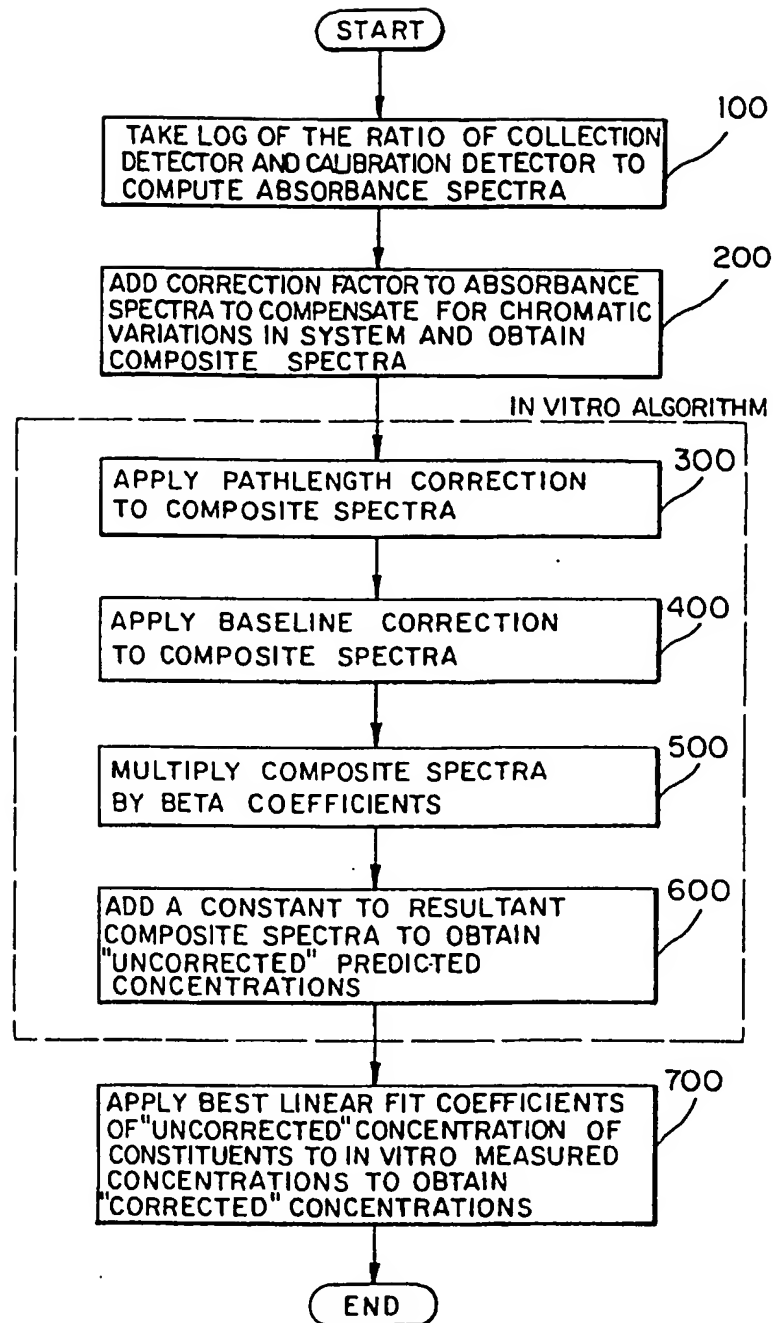 START
100
TAKE LOG OF THE RATIO OF COLLECTION
DETECTOR AND CALIBRATION DETECTOR TO
COMPUTE ABSORBANCE SPECTRA
200
ADD CORRECTION FACTOR TO ABSORBANCE
SPECTRA TO COMPENSATE FOR CHROMATIC
VARIATIONS IN SYSTEM AND OBTAIN
COMPOSITE SPECTRA
IN VITRO ALGORITHM
300
APPLY PATHLENGTH CORRECTION
TO COMPOSITE SPECTRA
400
APPLY BASELINE CORRECTION
TO COMPOSITE SPECTRA
500
MULTIPLY COMPOSITE SPECTRA
BY BETA COEFFICIENTS
600
ADD A CONSTANT TO RESULTANT
COMPOSITE SPECTRA TO OBTAIN
"UNCORRECTED" PREDICTED
CONCENTRATIONS
700
APPLY BEST LINEAR FIT COEFFICIENTS
OF "UNCORRECTED" CONCENTRATION OF
CONSTITUENTS TO IN VITRO MEASURED
CONCENTRATIONS TO OBTAIN
"CORRECTED" CONCENTRATIONS
END